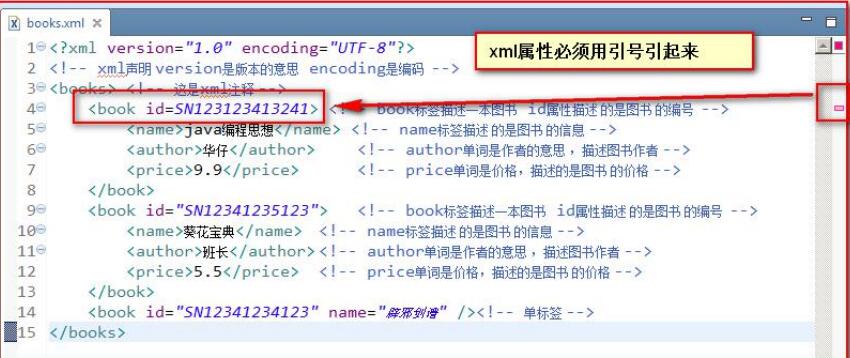 books.xml
xml属性必须用引号引起来
1 <?xml version="1.0" encoding="UTF-8"?>
2 <!-- xml声明 version是版本的意思 encoding是编码 -->
3 <books> <!-- 这是xml注释 -->
4 <book id=SN123123413241> <!-- book标签描述一本图书 id属性描述 的是图书 的编号 -->
5 <name>java编程思想</name> <!-- name标签描述 的是图书 的信息 -->
6 <author>华仔</author> <!-- author单词是作者的意思 ，描述图书作者 -->
7 <price>9.9</price> <!-- price单词是价格，描述的是图书 的价格 -->
8 </book>
9 <book id="SN12341235123"> <!-- book标签描述一本图书 id属性描述 的是图书 的编号 -->
10 <name>葵花宝典</name> <!-- name标签描述 的是图书 的信息 -->
11 <author>班长</author> <!-- author单词是作者的意思 ，描述图书作者 -->
12 <price>5.5</price> <!-- price单词是价格，描述的是图书 的价格 -->
13 </book>
14 <book id="SN12341234123" name="辟邪剑谱" /><!-- 单标签 -->
15 </books>